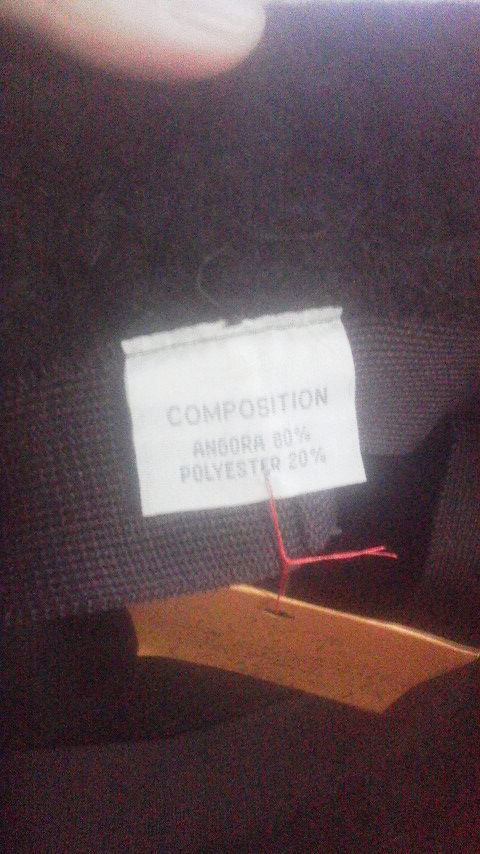 COMPOSITION
ANGORA 80%
POLYESTER 20%